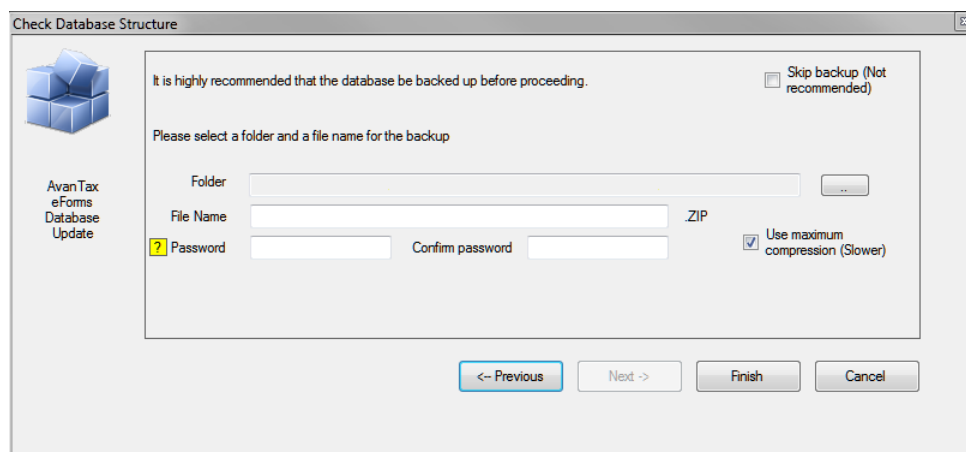 Check Database Structure
It is highly recommended that the database be backed up before proceeding.
Skip backup (Not
recommended)
Please select a folder and a file name for the backup
AvanTax
eForms
Database
Update
Folder
..
File Name
.ZIP
? Password
Confirm password
Use maximum
compression (Slower)
<-- Previous
Next ->
Finish
Cancel